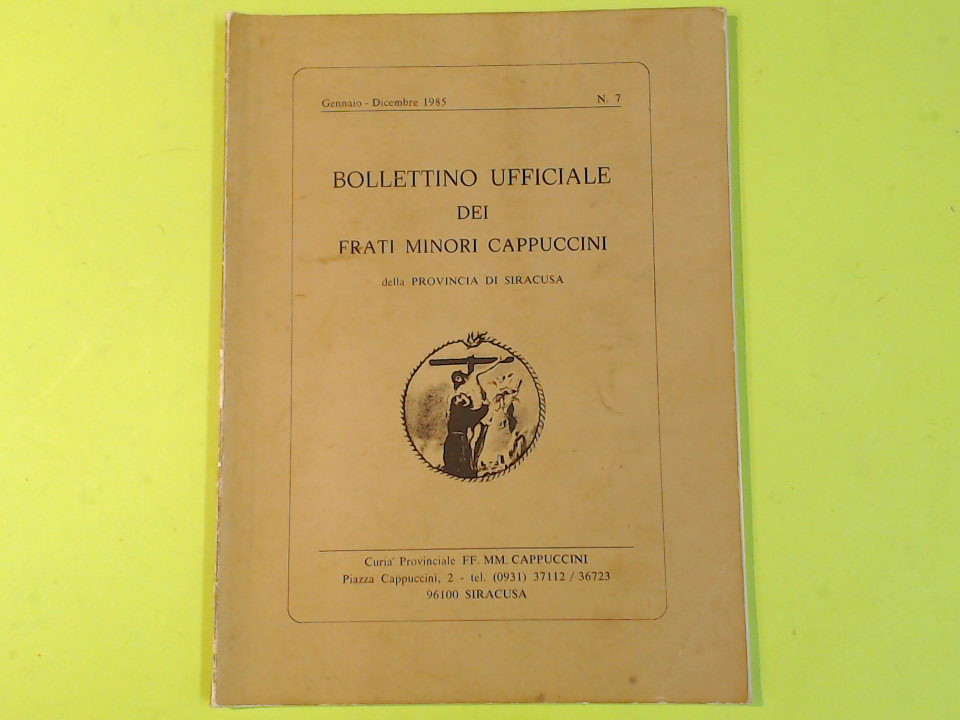 Gennaio - Dicembre 1985 N. 7
BOLLETTINO UFFICIALE
DEI
FRATI MINORI CAPPUCCINI
della PROVINCIA DI SIRACUSA
Curia Provinciale FF. MM. CAPPUCCINI
Piazza Cappuccini, 2 - tel. (0931) 37112 / 36723
96100 SIRACUSA